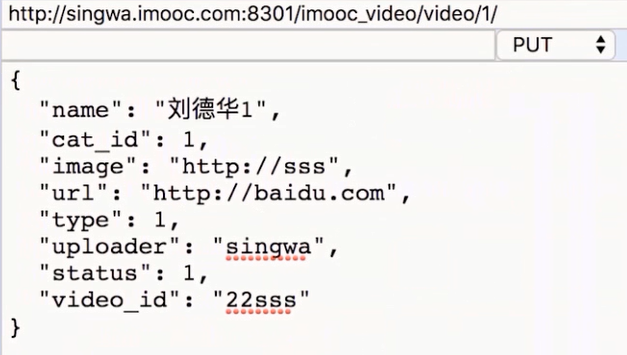 http://singwa.imooc.com:8301/imooc_video/video/1/
PUT
{
"name": "刘德华1",
"cat_id": 1,
"image": "http://sss",
"url": "http://baidu.com",
"type": 1,
"uploader": "singwa",
"status": 1,
"video_id": "22sss"
}